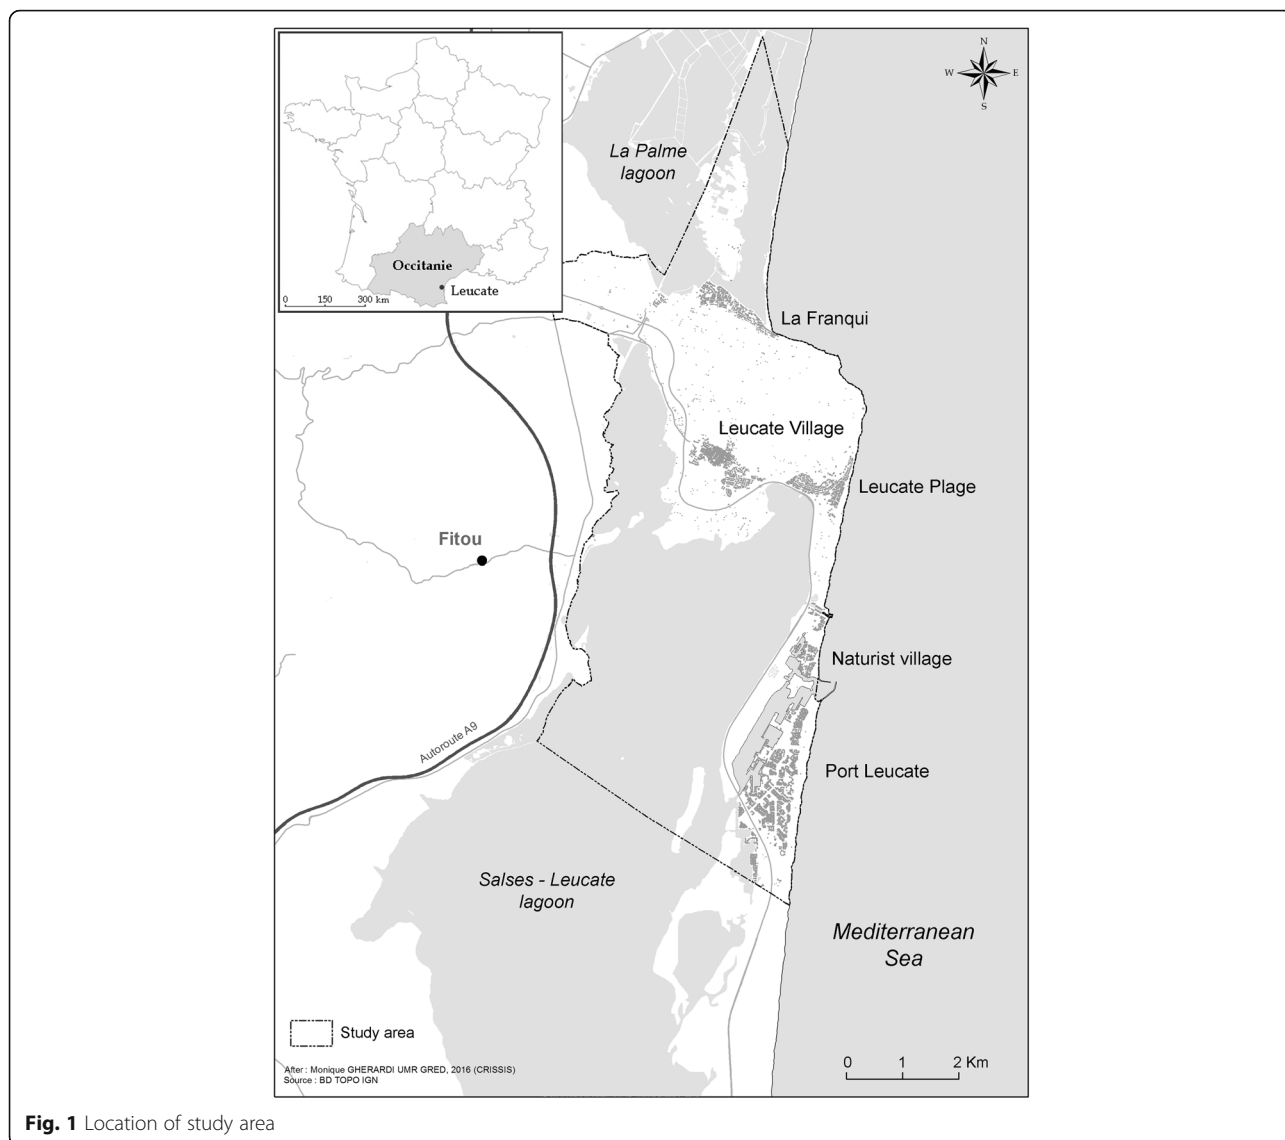 N
W E
S
La Palme
lagoon
Occitanie
Leucate
0 150 300 km
La Franqui
Leucate Village
Leucate Plage
Fitou
Naturist village
Autoroute A9
Port Leucate
Salses - Leucate
lagoon
Mediterranean
Sea
Study area
0 1 2 Km
After : Monique GHERARDI UMR GRED, 2016 (CRISSIS)
Source : BD TOPO IGN
Fig. 1 Location of study area